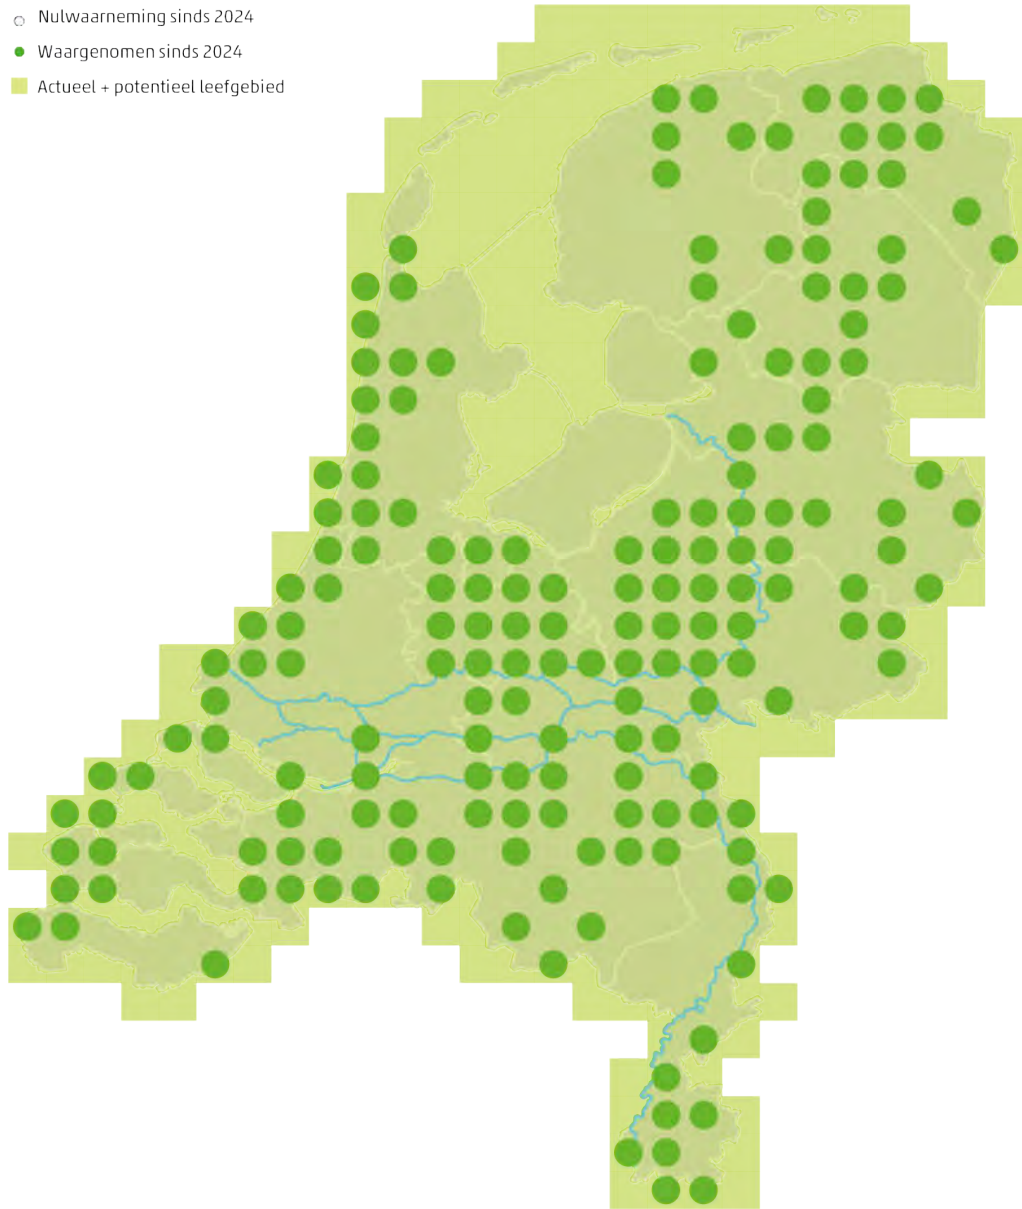 Nulwaarneming sinds 2024
Waargenomen sinds 2024
Actueel + potentieel leefgebied